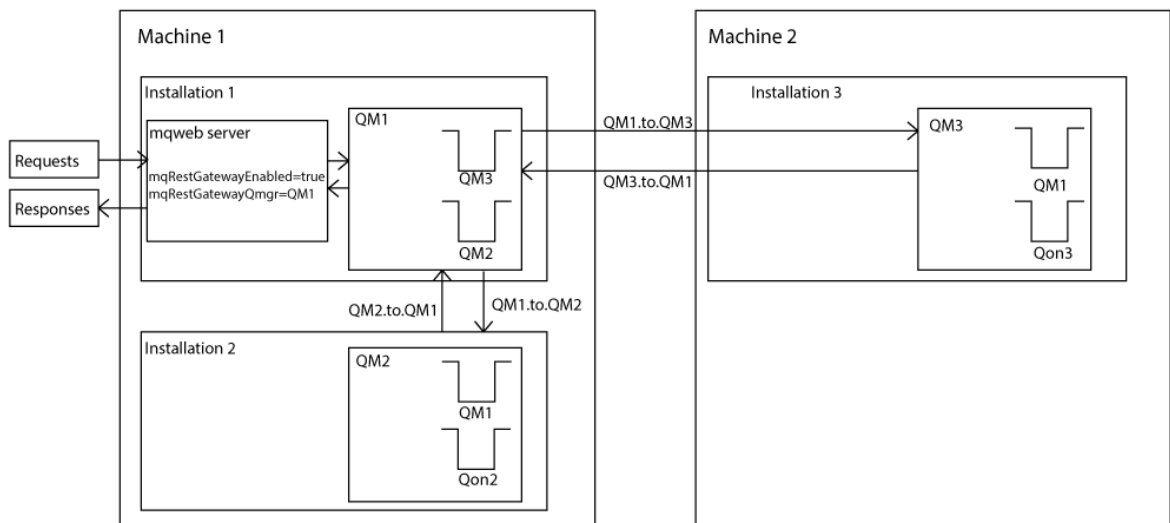 Machine 1
Machine 2
Installation 1
Installation 3
mqweb server
QM1
QM1.to.QM3
QM3
Requests
mqRestGatewayEnabled=true
QM3
QM1
mqRestGatewayQmgr=QM1
QM3.to.QM1
Responses
QM2
Qon3
QM2.to.QM1
QM1.to.QM2
Installation 2
QM2
QM1
Qon2